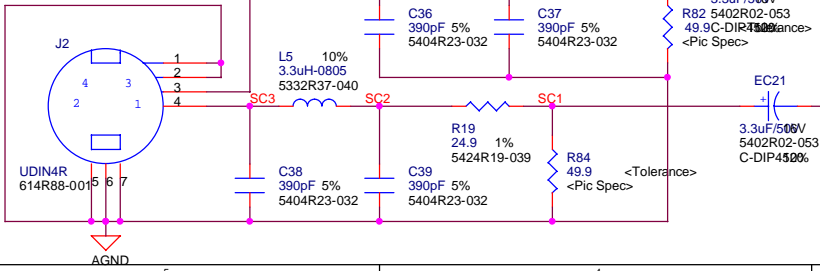 J2
1
2
3
4
4 3
2 1
UDIN4R
614R88-001
5 6 7
AGND
SC3
L5 10%
3.3uH-0805
5332R37-040
SC2
C36
390pF 5%
5404R23-032
C37
390pF 5%
5404R23-032
R82 5402R02-053
49.9
<Pic Spec>
R19
24.9 1%
5424R19-039
SC1
C38
390pF 5%
5404R23-032
C39
390pF 5%
5404R23-032
R84
49.9
<Pic Spec>
<Tolerance>
EC21
+
3.3uF/50V
5402R02-053